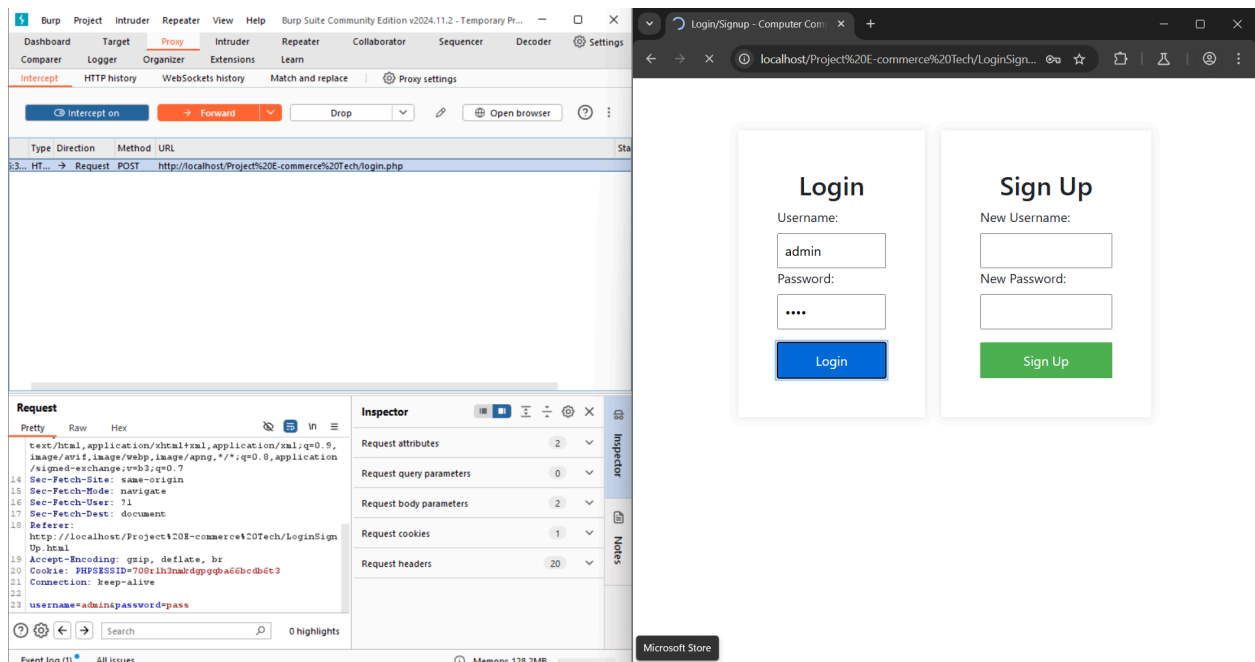 Burp Project Intruder Repeater View Help Burp Suite Community Edition v2024.11.2 - Temporary Pr...
Dashboard Target Proxy Intruder Repeater Collaborator Sequencer Decoder Settings
Comparer Logger Organizer Extensions Learn
Intercept HTTP history WebSockets history Match and replace Proxy settings
Intercept on Forward Drop Open browser
Type Direction Method URL Sta
5:3... HT... → Request POST http://localhost/Project%20E-commerce%20Tech/login.php
Request
Pretty Raw Hex \n
text/html,application/xhtml+xml,application/xml;q=0.9,
image/avif,image/webp,image/apng,*/*;q=0.8,application
/signed-exchange;v=b3;q=0.7
14 Sec-Fetch-Site: same-origin
15 Sec-Fetch-Mode: navigate
16 Sec-Fetch-User: ?1
17 Sec-Fetch-Dest: document
18 Referer:
http://localhost/Project%20E-commerce%20Tech/LoginSign
Up.html
19 Accept-Encoding: gzip, deflate, br
20 Cookie: PHPSESSID=708rlh3nmkdgpgqba66bcdb6t3
21 Connection: keep-alive
22
23 username=admin&password=pass
Search 0 highlights
Event log (1) All issues Memory: 128.2MB
Inspector
Request attributes 2
Request query parameters 0
Request body parameters 2
Request cookies 1
Request headers 20
Inspector
Notes
Login/Signup - Computer Com
localhost/Project%20E-commerce%20Tech/LoginSign...
Login
Username:
admin
Password:
••••
Login
Sign Up
New Username:
New Password:
Sign Up
Microsoft Store